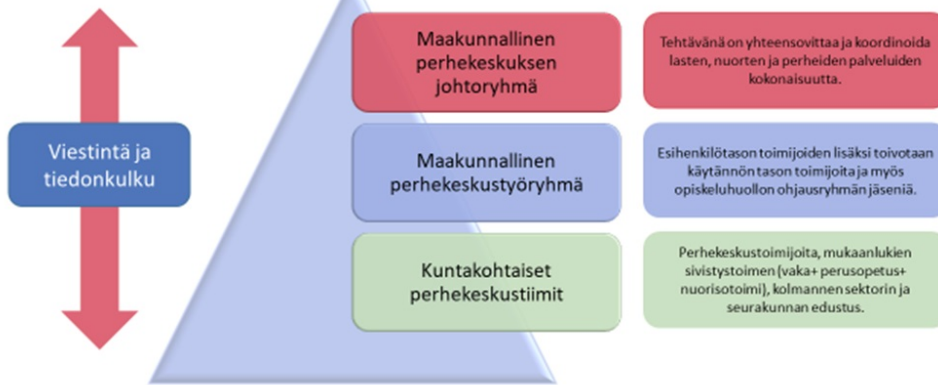 Viestintä ja
tiedonkulku
Maakunnallinen
perhekeskuksen
johtoryhmä
Tehtävänä on yhteensovittaa ja koordinoida
lasten, nuorten ja perheiden palveluiden
kokonaisuutta.
Maakunnallinen
perhekeskustyöryhmä
Esihenkilötason toimijoiden lisäksi toivotaan
käytännön tason toimijoita ja myös
opiskeluhuollon ohjausryhmän jäseniä.
Kuntakohtaiset
perhekeskustiimit
Perhekeskustoimijoita, mukaanlukien
sivistystoimen (vaka+ perusopetus+
nuorisotoimi), kolmannen sektorin ja
seurakunnan edustus.